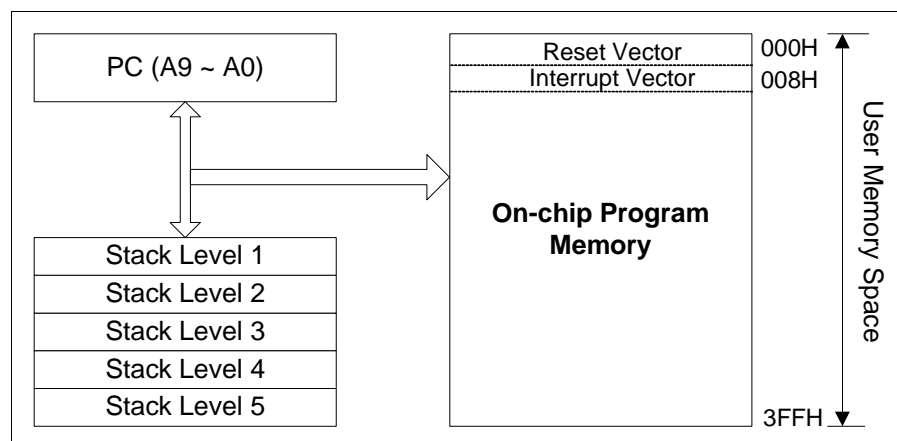 PC (A9 ~ A0)
Stack Level 1
Stack Level 2
Stack Level 3
Stack Level 4
Stack Level 5
Reset Vector
000H
Interrupt Vector
008H
On-chip Program
Memory
3FFH
User Memory Space